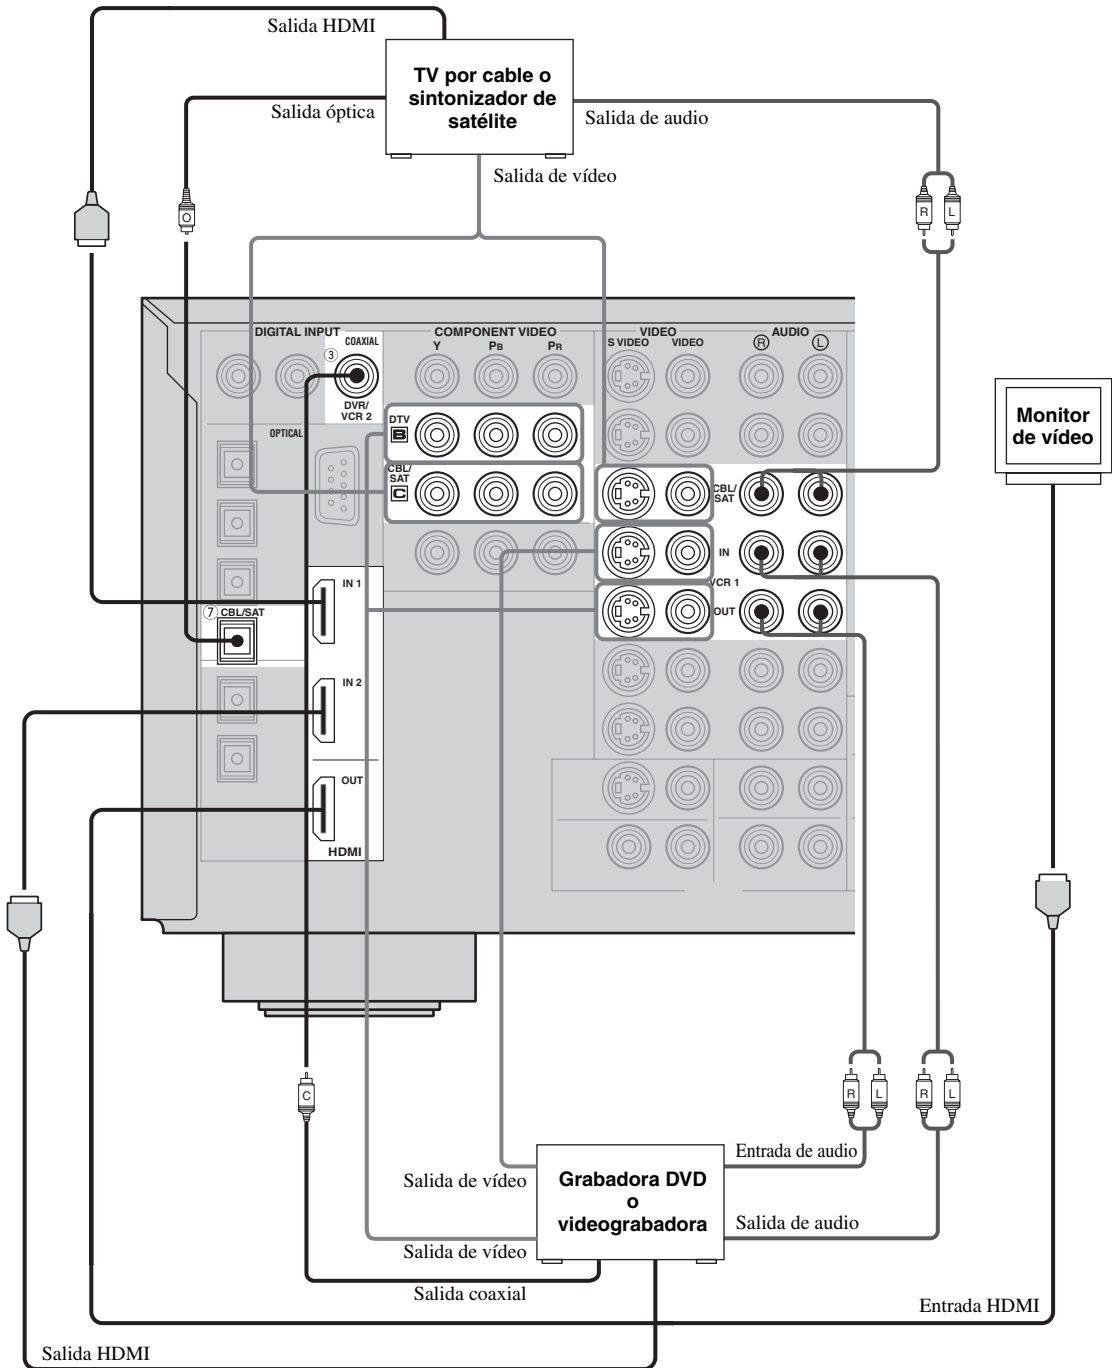 Salida HDMI
TV por cable o
sintonizador de
satélite
Salida óptica
Salida de audio
Salida de vídeo
O
R L
DIGITAL INPUT
COMPONENT VIDEO
VIDEO
AUDIO
③
COAXIAL
Y PB PR
S VIDEO VIDEO
R L
DVR/
VCR 2
OPTICAL
DTV
B
CBL/
SAT
C
CBL/
SAT
IN
VCR 1
OUT
IN 1
⑦ CBL/SAT
IN 2
OUT
HDMI
Monitor
de vídeo
C
R L R L
Grabadora DVD
o
videograbadora
Entrada de audio
Salida de vídeo
Salida de audio
Salida de vídeo
Salida coaxial
Entrada HDMI
Salida HDMI